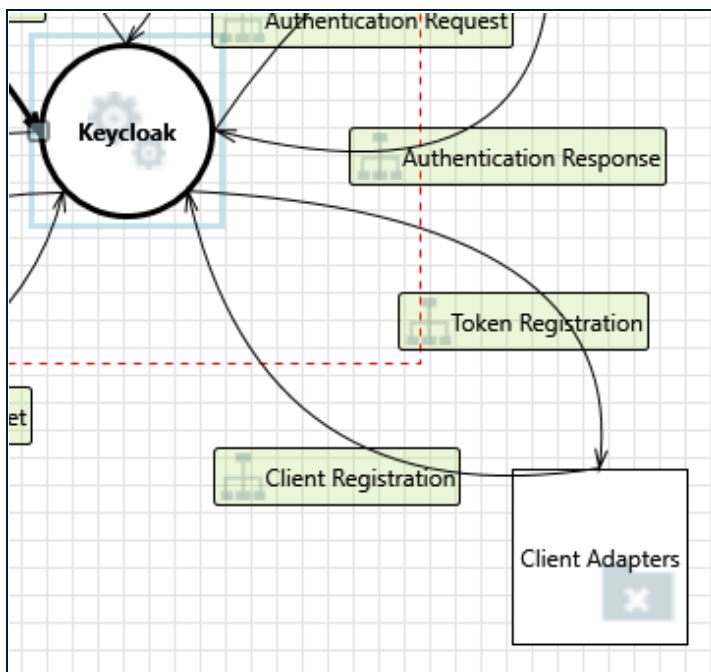 Authentication Request
Keycloak
Authentication Response
Token Registration
et
Client Registration
Client Adapters